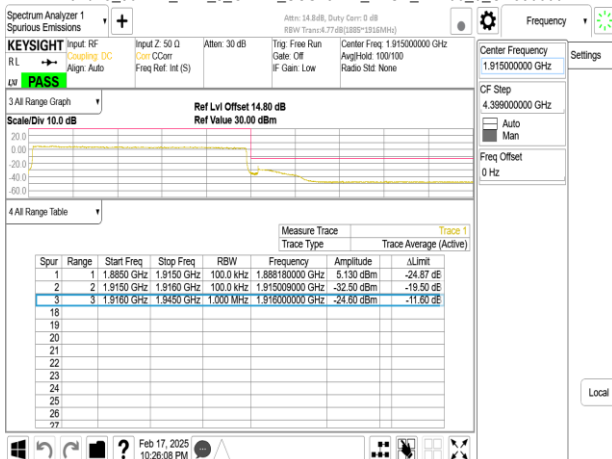 Spectrum Analyzer 1
Spurious Emissions
+
Attn: 14.8dB, Duty Corr: 0 dB
RBW Trans:4.77dB(1885~1916MHz)
Frequency
KEYSIGHT
RL
LXI
PASS
Input: RF
Coupling: DC
Align: Auto
Input Z: 50 Ω
Corr CCorr
Freq Ref: Int (S)
Atten: 30 dB
Trig: Free Run
Gate: Off
IF Gain: Low
Center Freq: 1.915000000 GHz
Avg|Hold: 100/100
Radio Std: None
Center Frequency
1.915000000 GHz
Settings
CF Step
4.399000000 GHz
Auto
Man
Freq Offset
0 Hz
3 All Range Graph
Scale/Div 10.0 dB
Ref Lvl Offset 14.80 dB
Ref Value 30.00 dBm
20.0
0.00
-20.0
-40.0
-60.0
4 All Range Table
Measure Trace Trace 1
Trace Type Trace Average (Active)
Spur Range Start Freq Stop Freq RBW Frequency Amplitude ΔLimit
1 1 1.8850 GHz 1.9150 GHz 100.0 kHz 1.888180000 GHz 5.130 dBm -24.87 dB
2 2 1.9150 GHz 1.9160 GHz 100.0 kHz 1.915009000 GHz -32.50 dBm -19.50 dB
3 3 1.9160 GHz 1.9450 GHz 1.000 MHz 1.916000000 GHz -24.60 dBm -11.60 dB
18
19
20
21
22
23
24
25
26
27
Local
?
Feb 17, 2025
10:26:08 PM